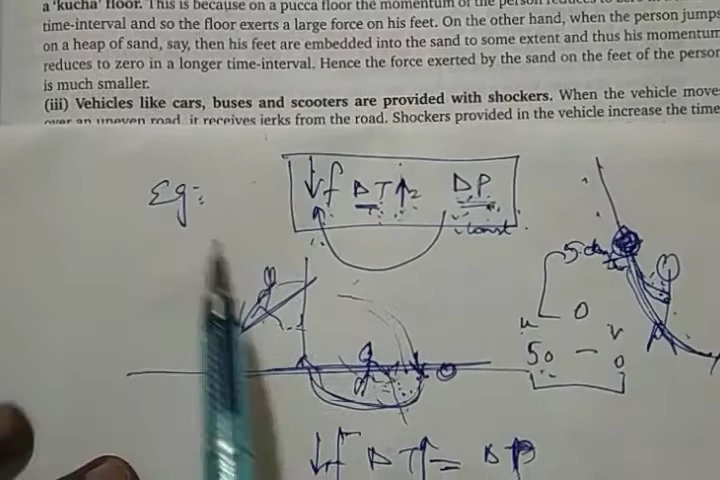 a 'kucha' floor. This is because on a pucca floor the momentum of the person reduces to zero in a
time-interval and so the floor exerts a large force on his feet. On the other hand, when the person jumps
on a heap of sand, say, then his feet are embedded into the sand to some extent and thus his momentum
reduces to zero in a longer time-interval. Hence the force exerted by the sand on the feet of the person
is much smaller.
(iii) Vehicles like cars, buses and scooters are provided with shockers. When the vehicle move
over an uneven road, it receives jerks from the road. Shockers provided in the vehicle increase the time
Eg:
↓f ΔT↑= ΔP
const
u 0 v
50 - 0
↓f ΔT↑= ΔP